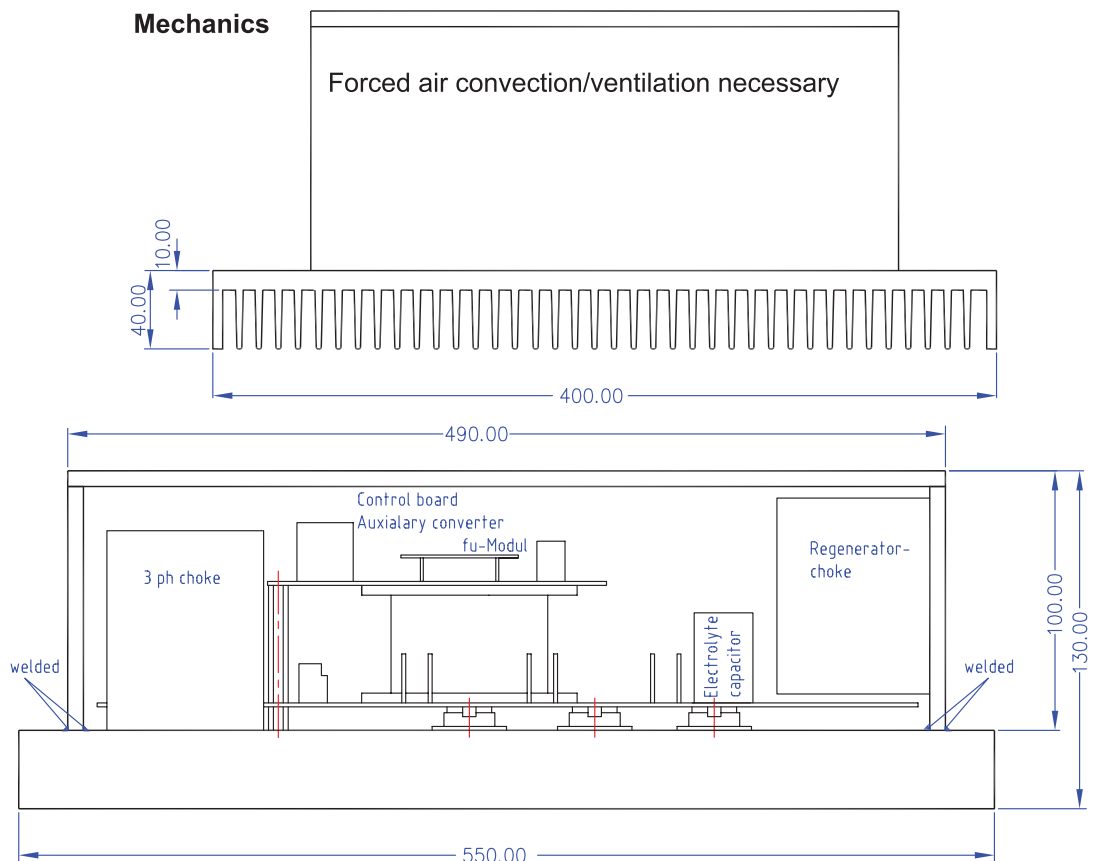 Mechanics
Forced air convection/ventilation necessary
10.00
40.00
400.00
490.00
Control board
Auxialary converter
fu-Modul
3 ph choke
Regenerator-
choke
Electrolyte
capacitor
welded
welded
100.00
130.00
550.00